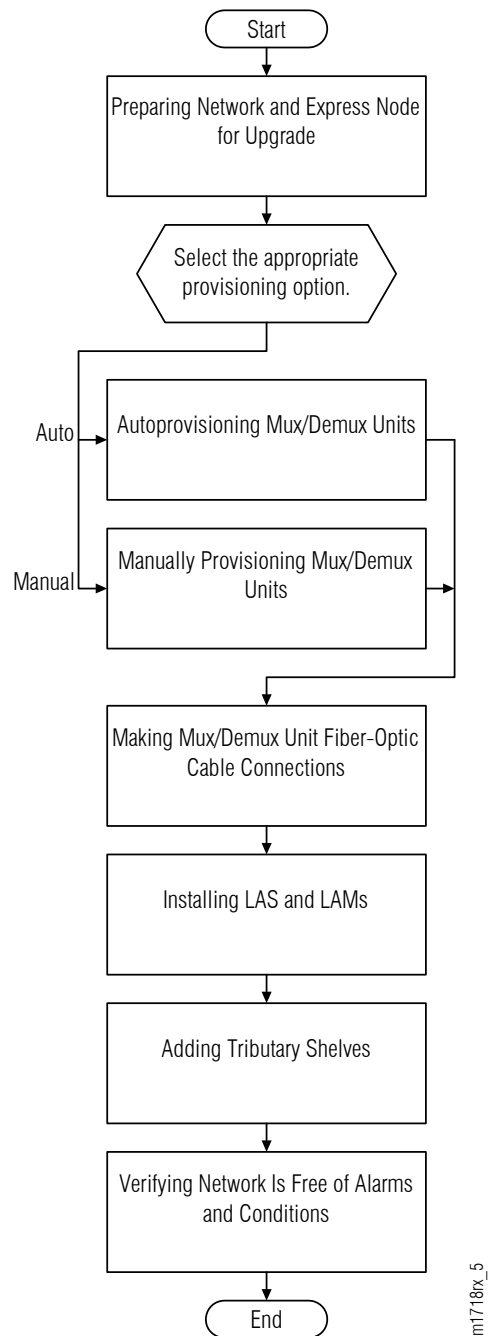 Start
Preparing Network and Express Node
for Upgrade
Select the appropriate
provisioning option.
Auto
Autoprovisioning Mux/Demux Units
Manual
Manually Provisioning Mux/Demux
Units
Making Mux/Demux Unit Fiber-Optic
Cable Connections
Installing LAS and LAMs
Adding Tributary Shelves
Verifying Network Is Free of Alarms
and Conditions
End
m1718rx_5